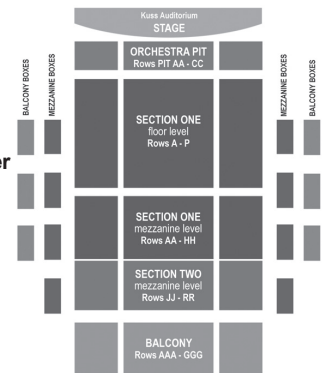 Kuss Auditorium
STAGE
ORCHESTRA PIT
Rows PIT AA - CC
BALCONY BOXES
MEZZANINE BOXES
MEZZANINE BOXES
BALCONY BOXES
SECTION ONE
floor level
Rows A - P
er
SECTION ONE
mezzanine level
Rows AA - HH
SECTION TWO
mezzanine level
Rows JJ - RR
BALCONY
Rows AAA - GGG